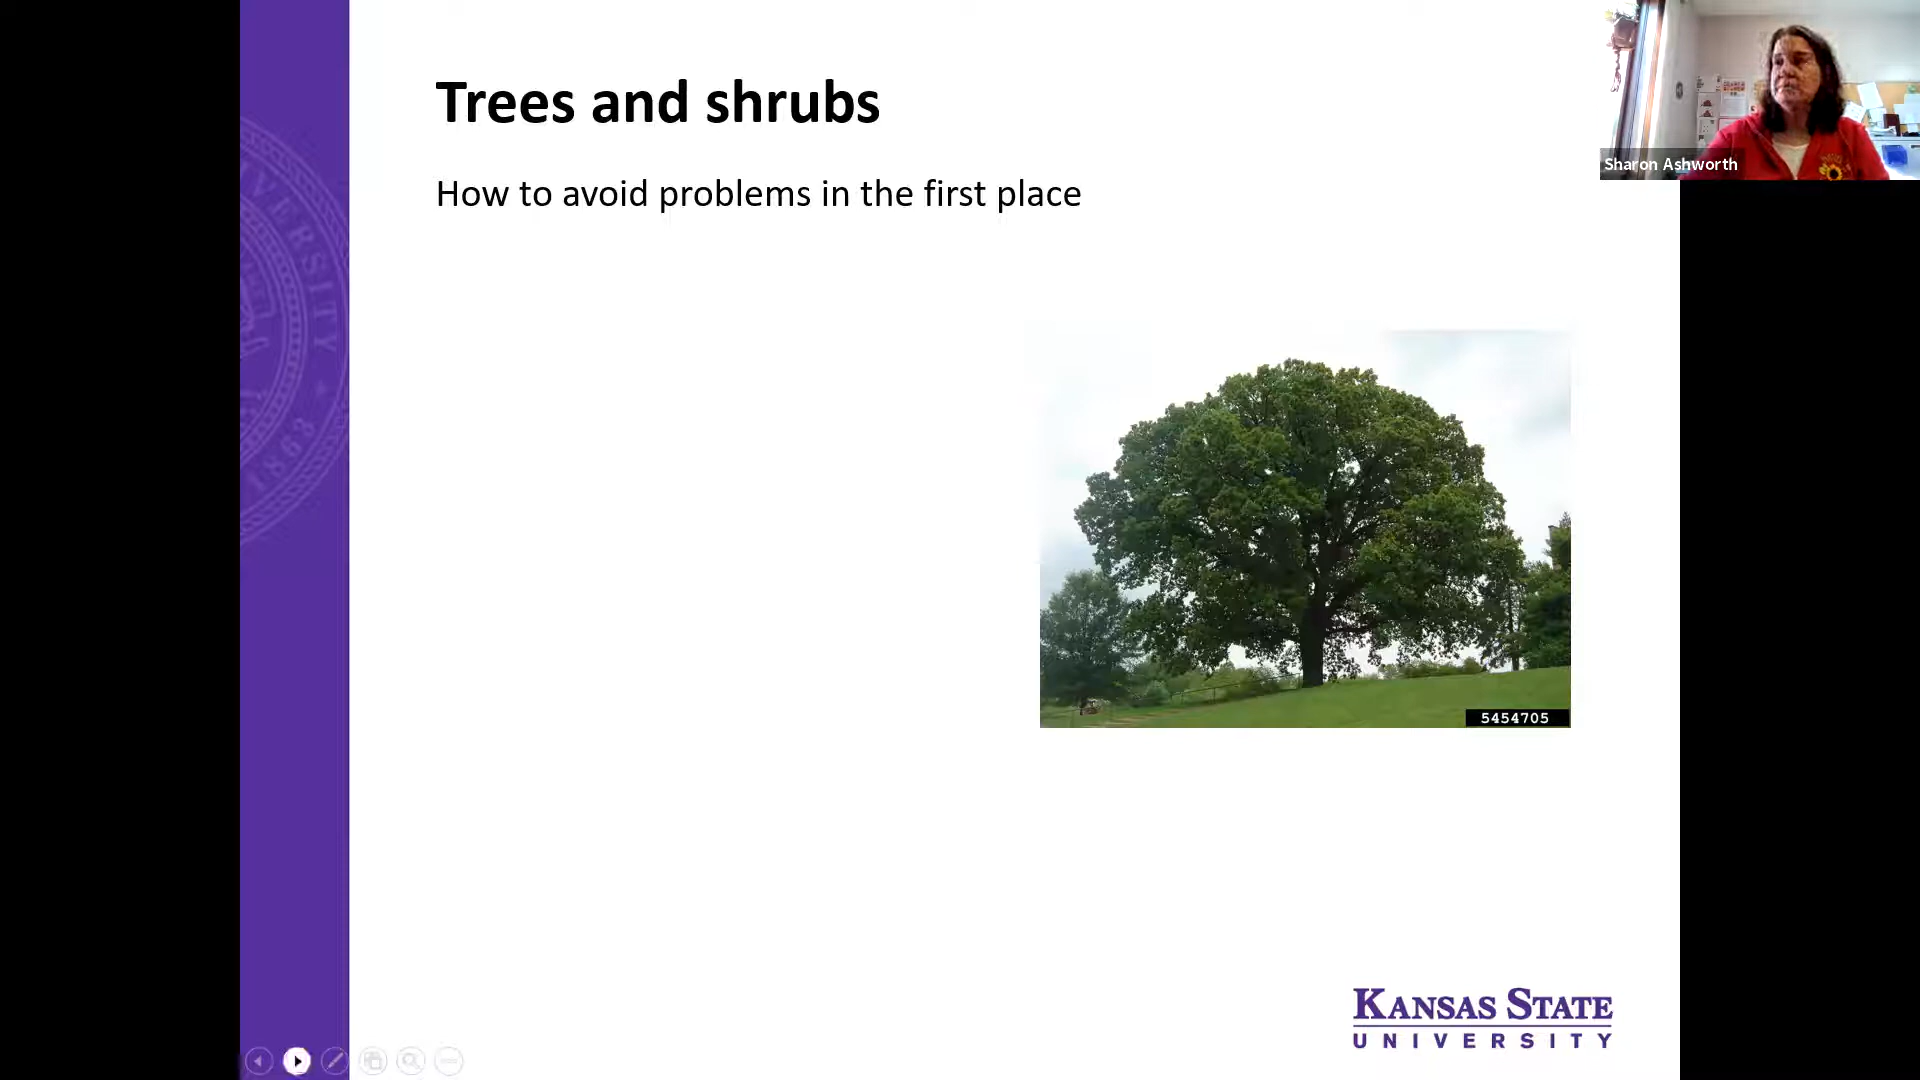 Trees and shrubs
How to avoid problems in the first place
Sharon Ashworth
5454705
KANSAS STATE
UNIVERSITY